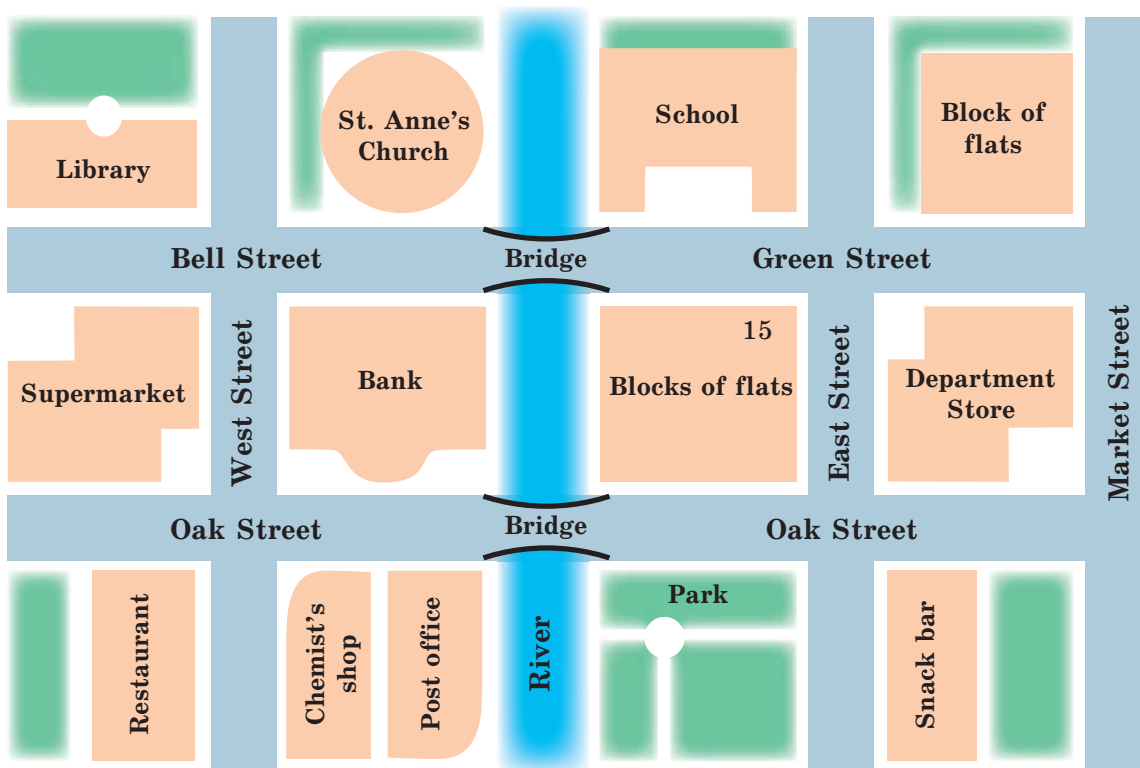 Library
St. Anne's
Church
School
Block of
flats
Bell Street
Bridge
Green Street
Supermarket
West Street
Bank
15
Blocks of flats
East Street
Department
Store
Market Street
Oak Street
Bridge
Oak Street
Restaurant
Chemist's
shop
Post office
River
Park
Snack bar